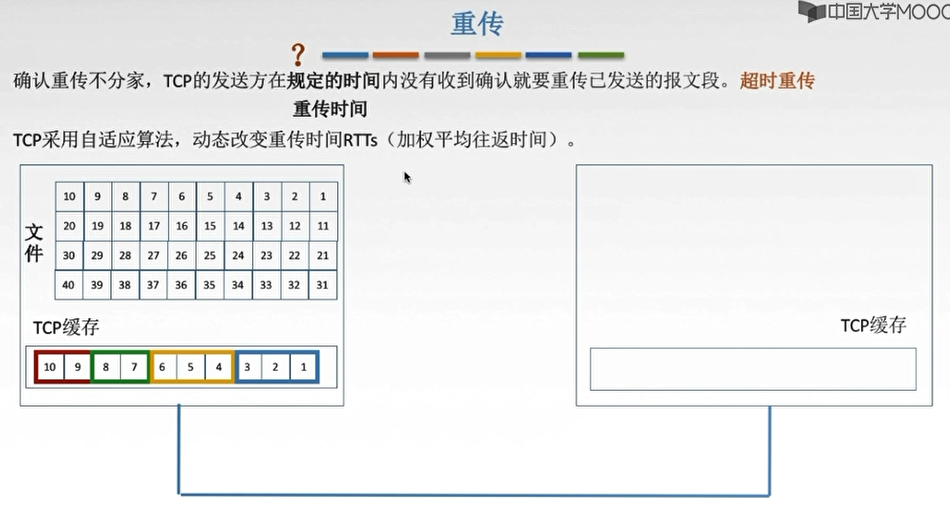 中国大学MOOC
重传
?
确认重传不分家，TCP的发送方在规定的时间内没有收到确认就要重传已发送的报文段。超时重传
重传时间
TCP采用自适应算法，动态改变重传时间RTTs（加权平均往返时间）。
文件
10 9 8 7 6 5 4 3 2 1
20 19 18 17 16 15 14 13 12 11
30 29 28 27 26 25 24 23 22 21
40 39 38 37 36 35 34 33 32 31
TCP缓存
10 9 8 7 6 5 4 3 2 1
TCP缓存